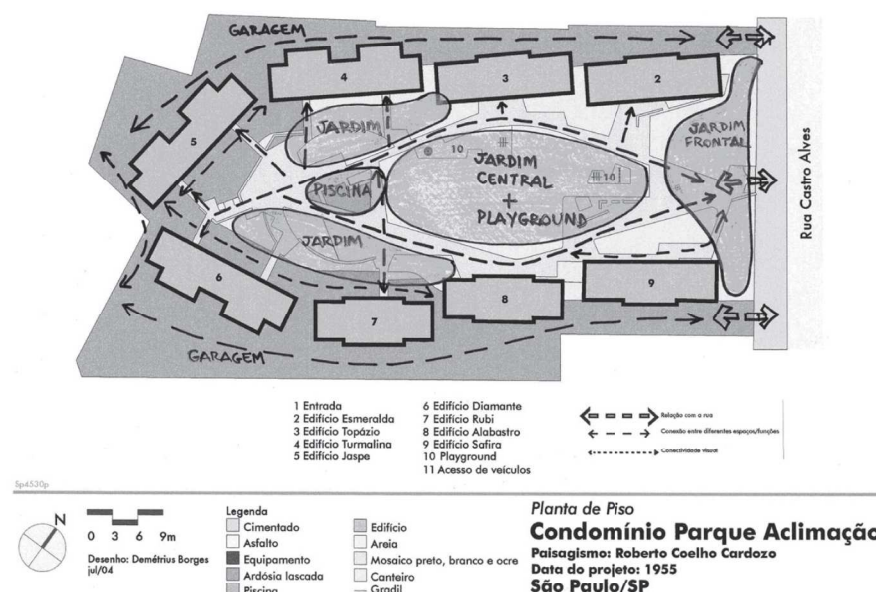 GARAGEM
4
3
2
5
JARDIM
JARDIM
FRONTAL
10
JARDIM
CENTRAL
+
PLAYGROUND
10
PISCINA
Rua Castro Alves
JARDIM
6
7
8
9
GARAGEM
1 Entrada
2 Edifício Esmeralda
3 Edifício Topázio
4 Edifício Turmalina
5 Edifício Jaspe
6 Edifício Diamante
7 Edifício Rubi
8 Edifício Alabastro
9 Edifício Safira
10 Playground
11 Acesso de veículos
Relação com a rua
Conexão entre diferentes espaços/funções
Conectividade visual
Sp4530p
N
0 3 6 9m
Desenho: Demétrius Borges
jul/04
Legenda
Cimentado
Asfalto
Equipamento
Ardósia lascada
Piscina
Edifício
Areia
Mosaico preto, branco e ocre
Canteiro
Gradil
Planta de Piso
Condomínio Parque Aclimação
Paisagismo: Roberto Coelho Cardozo
Data do projeto: 1955
São Paulo/SP